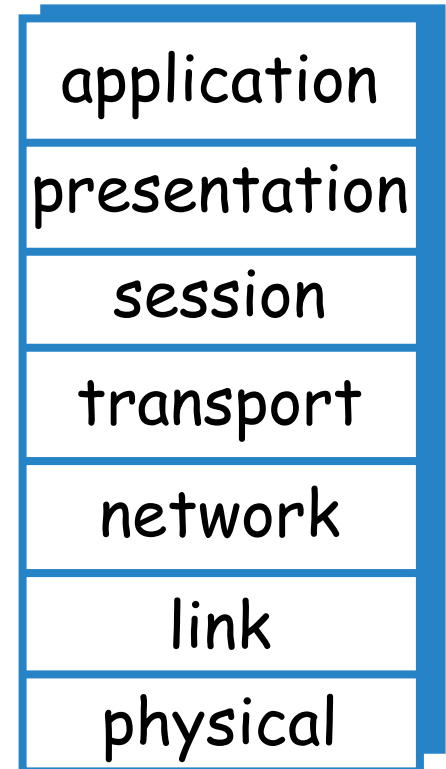 application
presentation
session
transport
network
link
physical